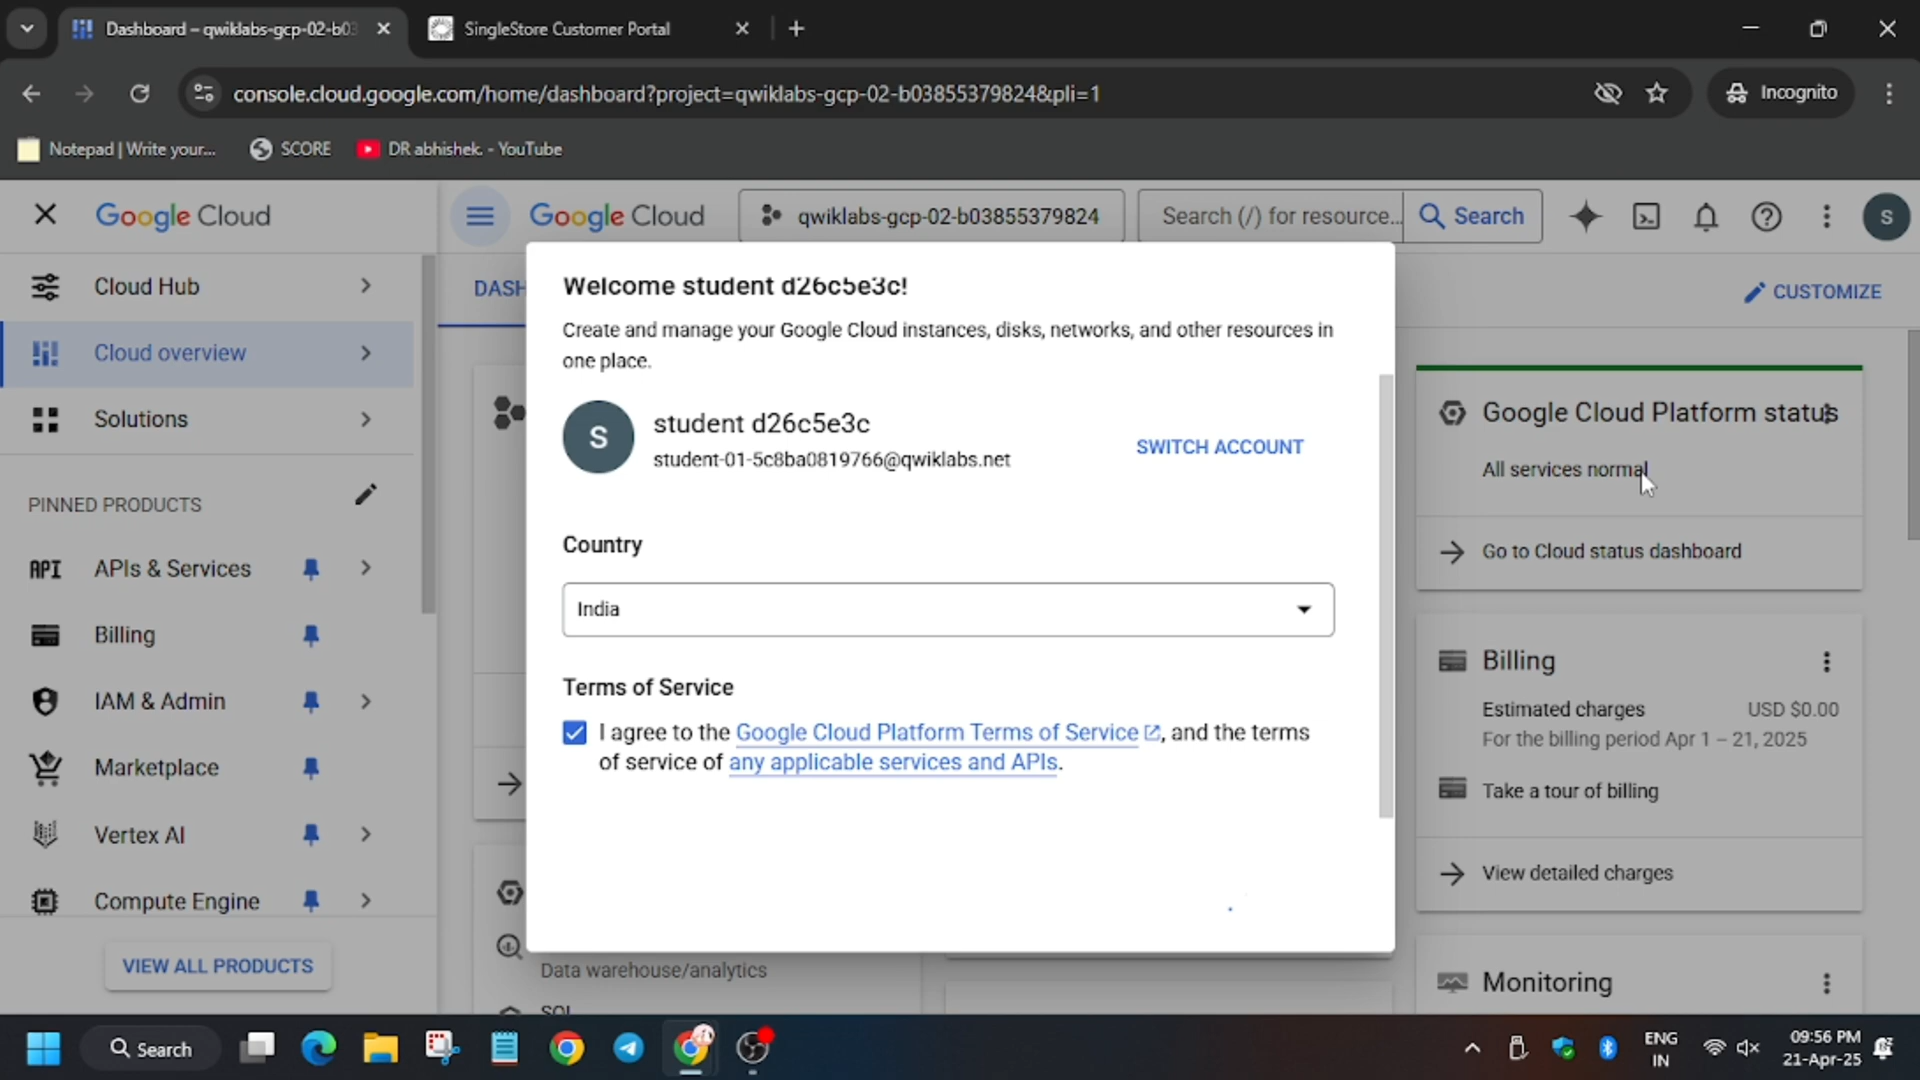 Dashboard – qwiklabs-gcp-02-b03
SingleStore Customer Portal
console.cloud.google.com/home/dashboard?project=qwiklabs-gcp-02-b03855379824&pli=1
Incognito
Notepad | Write your...
SCORE
DR abhishek. - YouTube
Google Cloud
Google Cloud
qwiklabs-gcp-02-b03855379824
Search (/) for resource...
Search
S
Cloud Hub
Cloud overview
Solutions
PINNED PRODUCTS
API
APIs & Services
Billing
IAM & Admin
Marketplace
Vertex AI
Compute Engine
VIEW ALL PRODUCTS
DASH
CUSTOMIZE
Welcome student d26c5e3c!
Create and manage your Google Cloud instances, disks, networks, and other resources in
one place.
S
student d26c5e3c
student-01-5c8ba0819766@qwiklabs.net
SWITCH ACCOUNT
Country
India
Terms of Service
I agree to the Google Cloud Platform Terms of Service, and the terms
of service of any applicable services and APIs.
Data warehouse/analytics
SQL
Google Cloud Platform status
All services normal
Go to Cloud status dashboard
Billing
Estimated charges USD $0.00
For the billing period Apr 1 – 21, 2025
Take a tour of billing
View detailed charges
Monitoring
Search
ENG
IN
09:56 PM
21-Apr-25